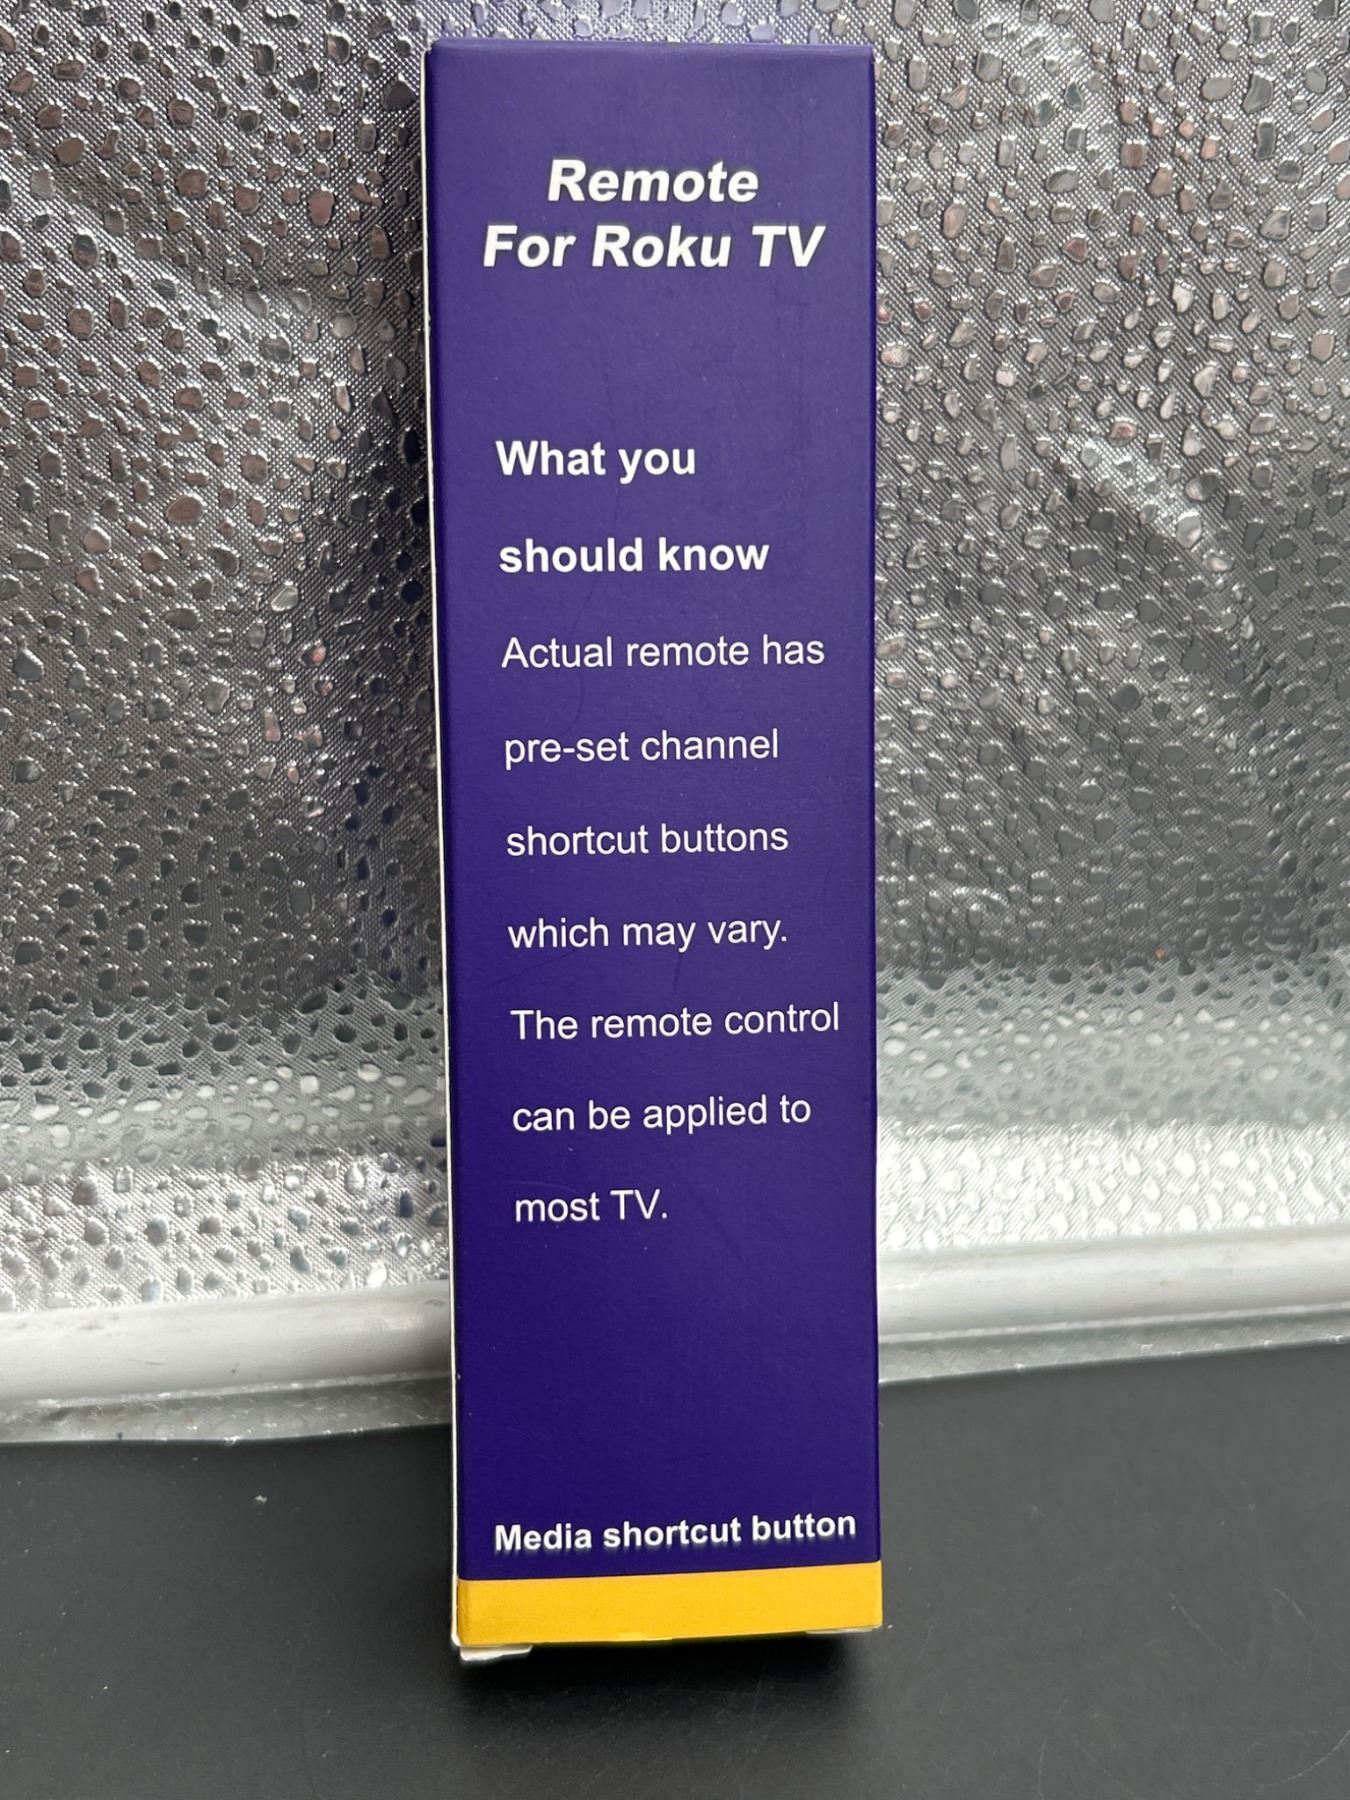 Remote
For Roku TV
What you
should know
Actual remote has
pre-set channel
shortcut buttons
which may vary.
The remote control
can be applied to
most TV.
Media shortcut button